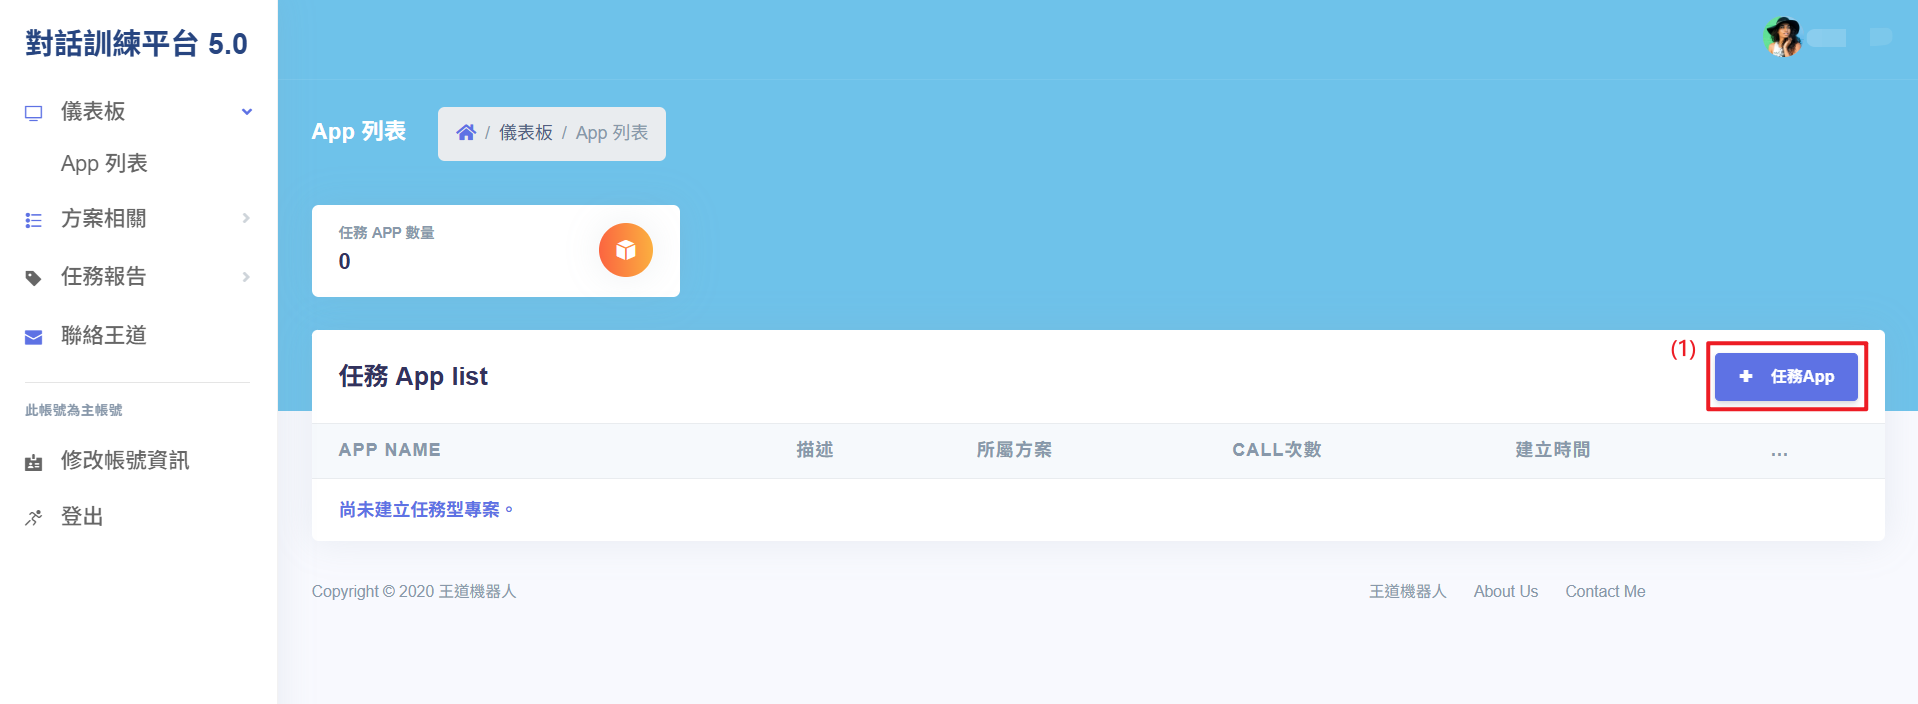 對話訓練平台 5.0
儀表板
App 列表
方案相關
任務報告
聯絡王道
此帳號為主帳號
修改帳號資訊
登出
App 列表
/ 儀表板 / App 列表
任務 APP 數量
0
任務 App list
(1)
任務App
APP NAME 描述 所屬方案 CALL次數 建立時間 ...
尚未建立任務型專案。
Copyright © 2020 王道機器人
王道機器人 About Us Contact Me